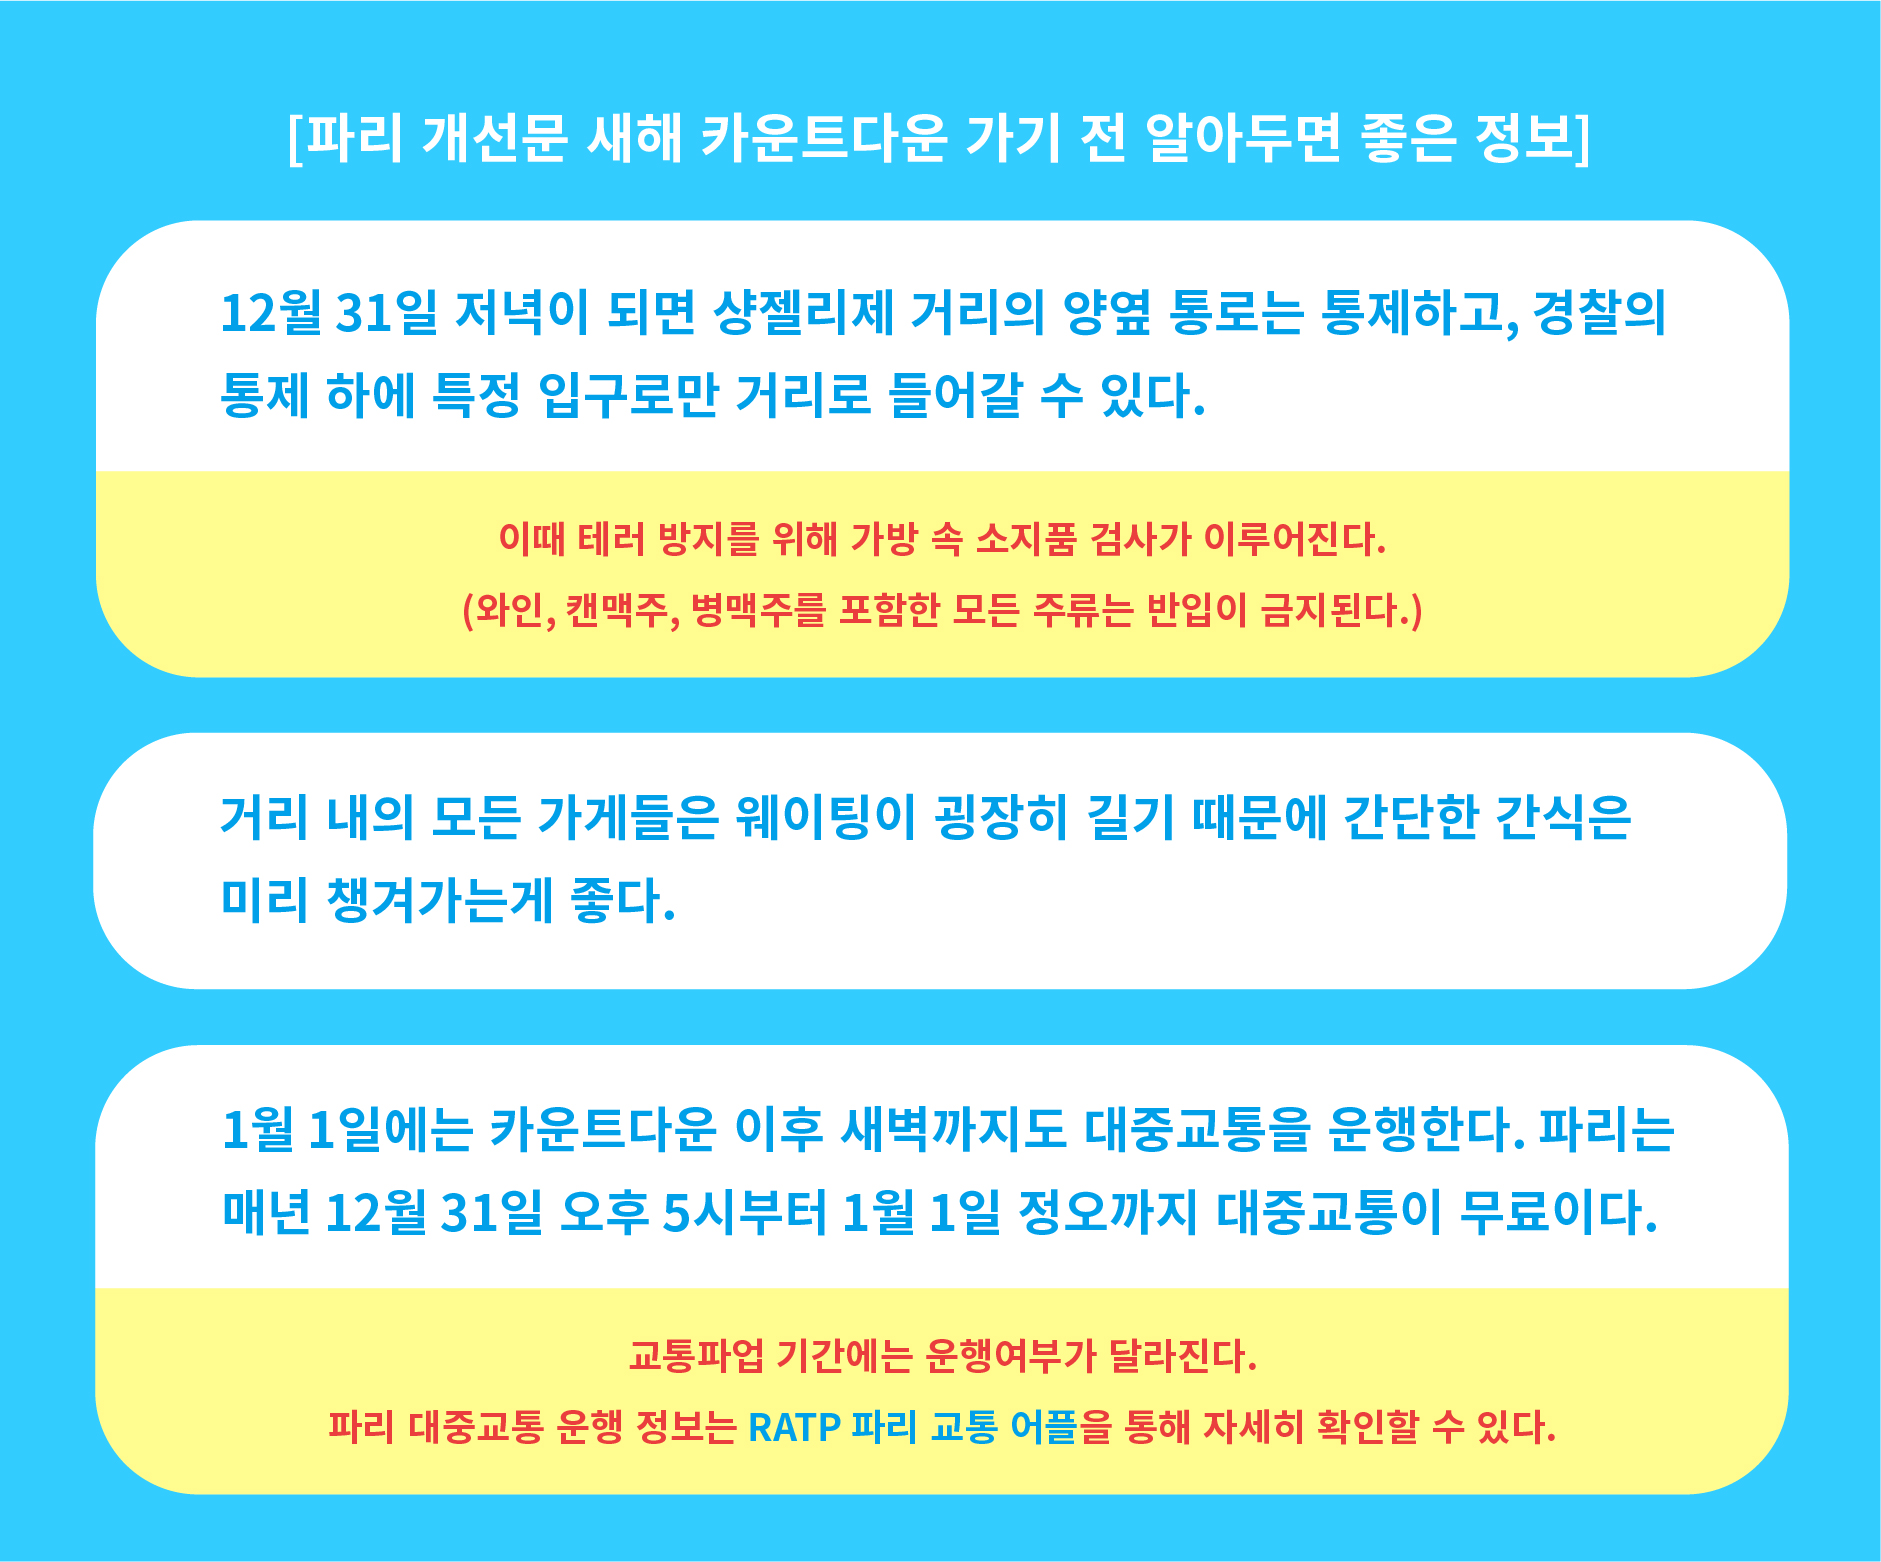 [파리 개선문 새해 카운트다운 가기 전 알아두면 좋은 정보]
12월 31일 저녁이 되면 샹젤리제 거리의 양옆 통로는 통제하고, 경찰의
통제 하에 특정 입구로만 거리로 들어갈 수 있다.
이때 테러 방지를 위해 가방 속 소지품 검사가 이루어진다.
(와인, 캔맥주, 병맥주를 포함한 모든 주류는 반입이 금지된다.)
거리 내의 모든 가게들은 웨이팅이 굉장히 길기 때문에 간단한 간식은
미리 챙겨가는게 좋다.
1월 1일에는 카운트다운 이후 새벽까지도 대중교통을 운행한다. 파리는
매년 12월 31일 오후 5시부터 1월 1일 정오까지 대중교통이 무료이다.
교통파업 기간에는 운행여부가 달라진다.
파리 대중교통 운행 정보는 RATP 파리 교통 어플을 통해 자세히 확인할 수 있다.